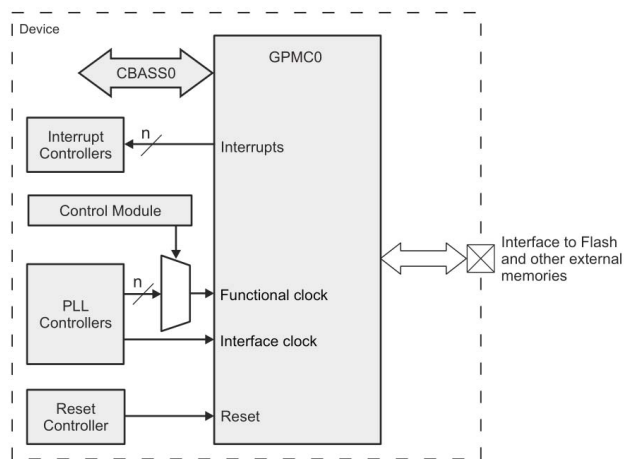 Device
GPMC0
CBASS0
n
Interrupt
Controllers
Interrupts
Control Module
Interface to Flash
and other external
memories
n
PLL
Controllers
Functional clock
Interface clock
Reset
Controller
Reset